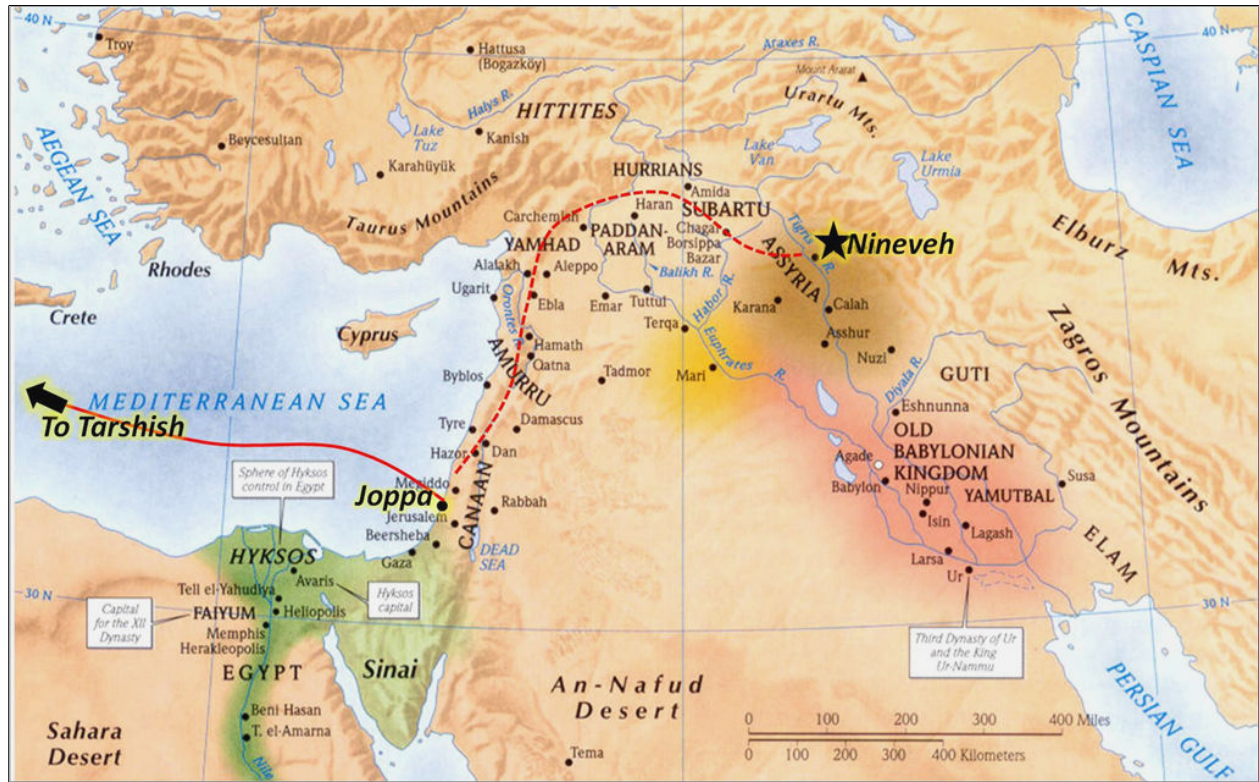 40 N
40 N
CASPIAN SEA
Troy
Hattusa
(Bogazköy)
Ataxes R.
Mount Ararat
Urartu Mts.
Halys R.
HITTITES
AEGEAN SEA
Beycesultan
Lake
Tuz
Kanish
Lake
Van
Lake
Urmia
Karahüyük
HURRIANS
Amida
Taurus Mountains
Haran
SUBARTU
Carchemish
PADDAN-
ARAM
Chagar
Borsippa
Bazar
Tigris
R.
Nineveh
Elburz
Mts.
YAMHAD
ASSYRIA
Rhodes
Alalakh
Aleppo
Balikh R.
Ugarit
Orontes R.
Ebla
Emar
Tuttul
Habor R.
Karana
Calah
Crete
Cyprus
Terqa
Asshur
Zagros Mountains
Hamath
Qatna
Euphrates
R.
Nuzi
AMURRU
Tadmor
Mari
Diyala R.
GUTI
Byblos
MEDITERRANEAN SEA
To Tarshish
Eshnunna
Tyre
Damascus
OLD
BABYLONIAN
KINGDOM
Hazor
Dan
Agade
Sphere of Hyksos
control in Egypt
Megiddo
Babylon
Susa
Joppa
CANAAN
Rabbah
Nippur
YAMUTBAL
Jerusalem
Isin
Lagash
Beersheba
ELAM
HYKSOS
Gaza
DEAD
SEA
Larsa
Avaris
Ur
Tell el-Yahudiya
Hyksos
capital
30 N
30 N
Capital
for the XII
Dynasty
FAIYUM
Heliopolis
Memphis
Herakleopolis
Third Dynasty of Ur
and the King
Ur-Nammu
EGYPT
Sinai
An-Nafud
Desert
PERSIAN GULF
Beni Hasan
T. el-Amarna
Sahara
Desert
Nile
Tema
0 100 200 300 400 Miles
0 100 200 300 400 Kilometers